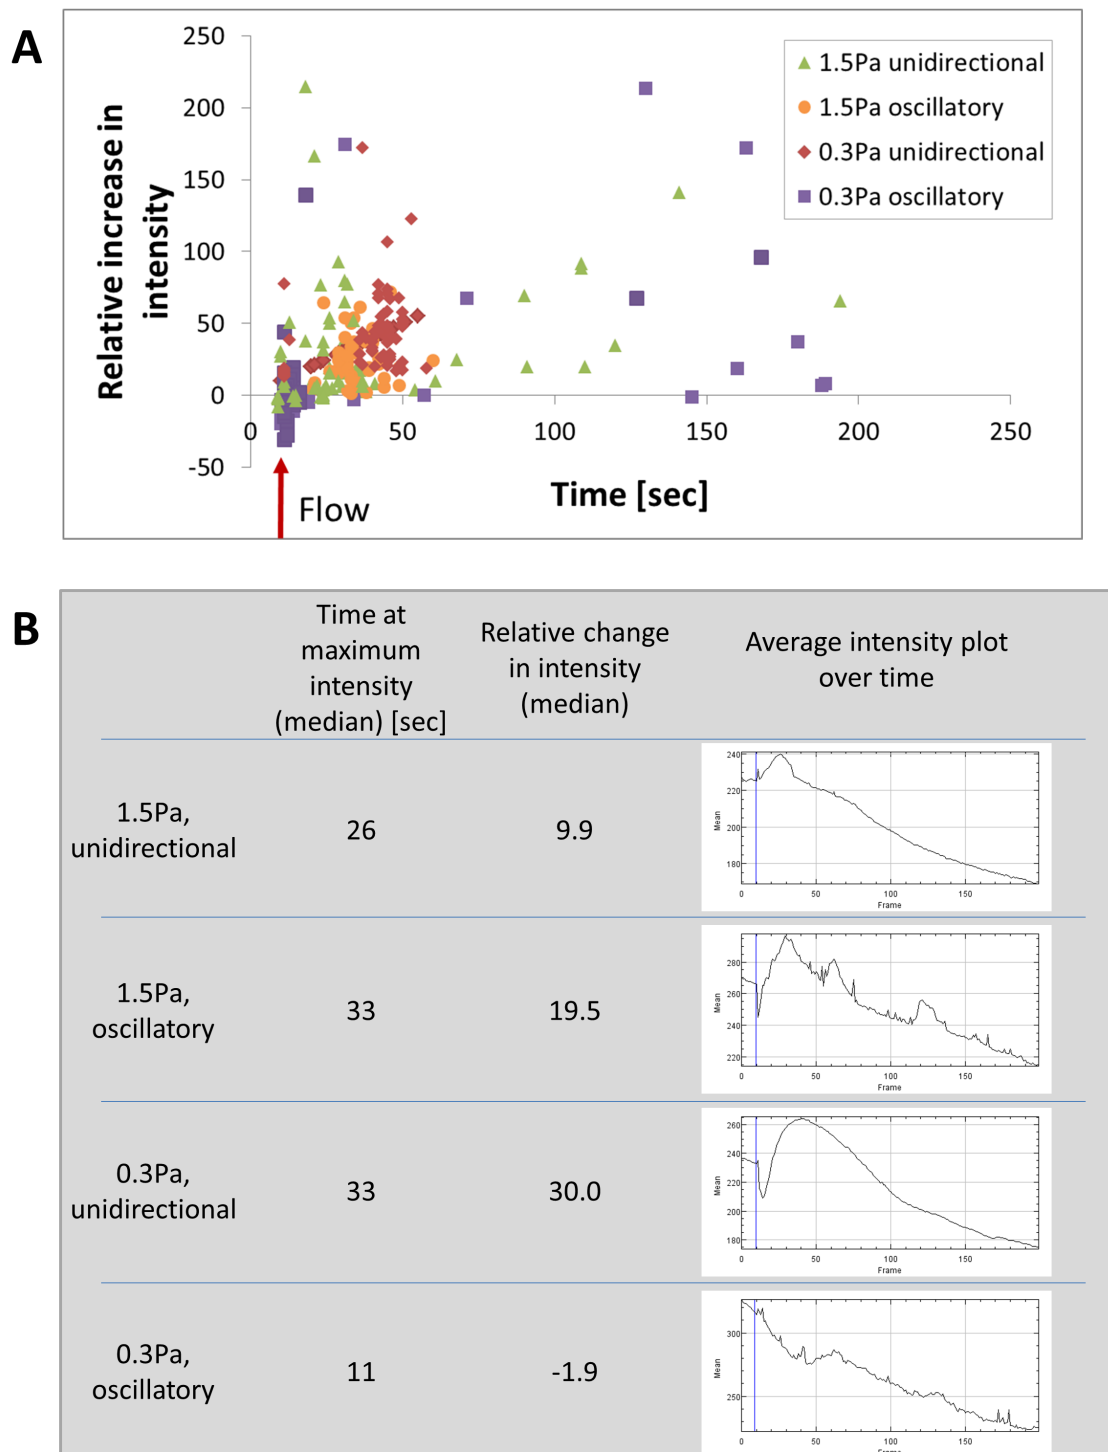 A
250
200
150
100
50
0
-50
0 50 100 150 200 250
Relative increase in
intensity
Time [sec]
Flow
1.5Pa unidirectional
1.5Pa oscillatory
0.3Pa unidirectional
0.3Pa oscillatory
B
Time at
maximum
intensity
(median) [sec]
Relative change
in intensity
(median)
Average intensity plot
over time
1.5Pa,
unidirectional
26
9.9
240
220
200
180
Mean
0 50 100 150
Frame
1.5Pa,
oscillatory
33
19.5
280
260
240
220
Mean
0 50 100 150
Frame
0.3Pa,
unidirectional
33
30.0
260
240
220
200
180
Mean
0 50 100 150
Frame
0.3Pa,
oscillatory
11
-1.9
300
250
Mean
0 50 100 150
Frame